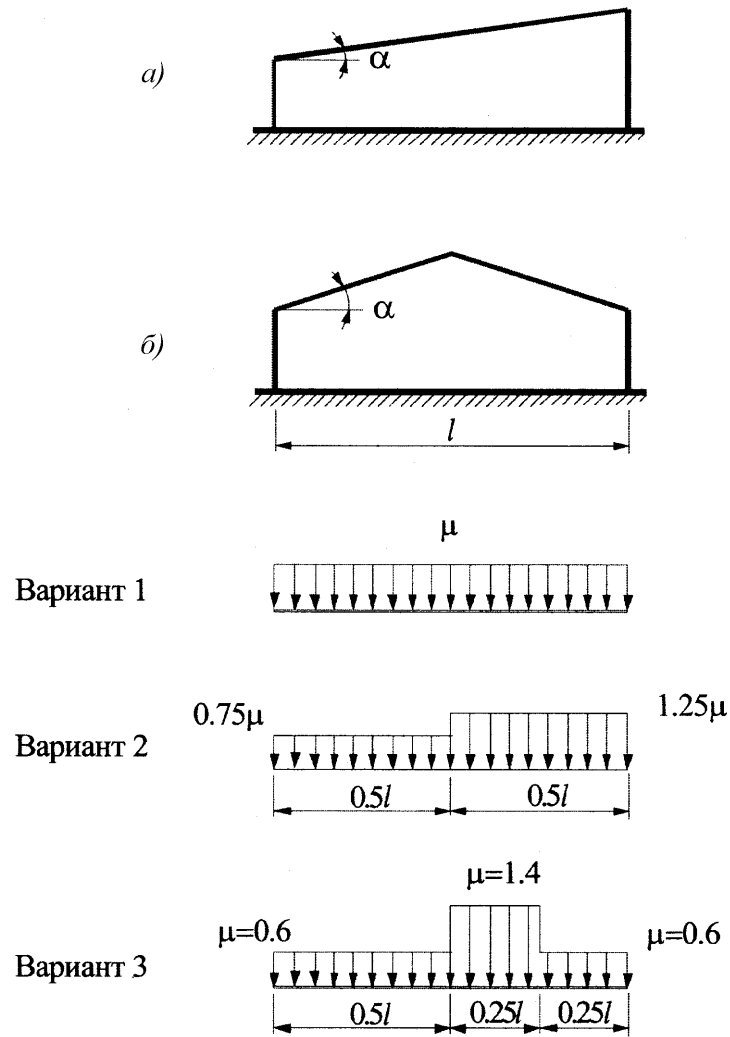 а)
α
б)
α
l
μ
Вариант 1
0.75μ
1.25μ
Вариант 2
0.5l
0.5l
μ=1.4
μ=0.6
μ=0.6
Вариант 3
0.5l
0.25l
0.25l